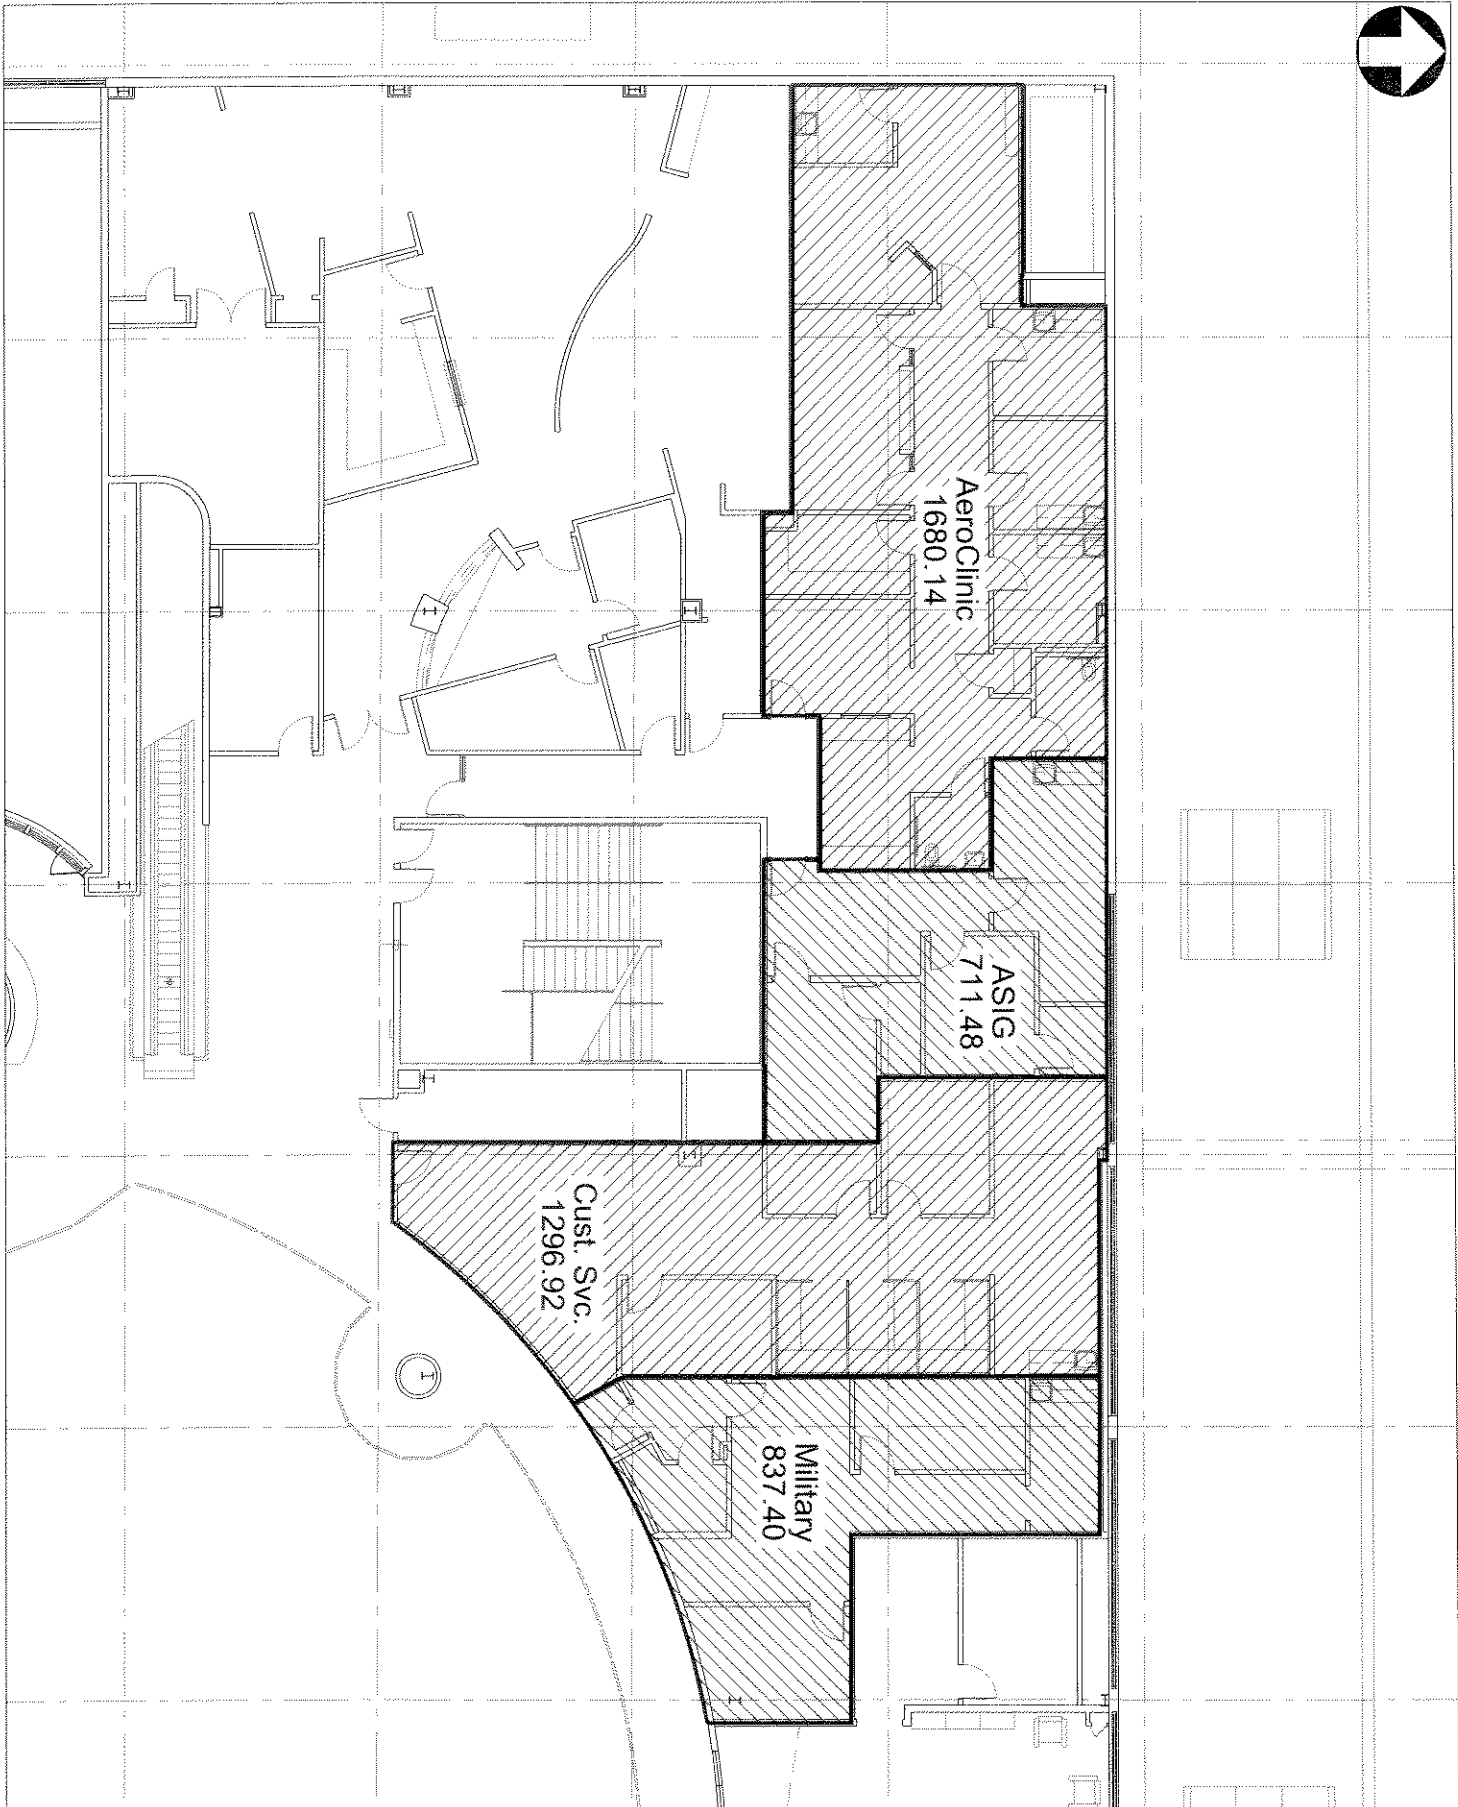 AeroClinic
1680.14
ASIG
711.48
Cust. Svc.
1296.92
Military
837.40